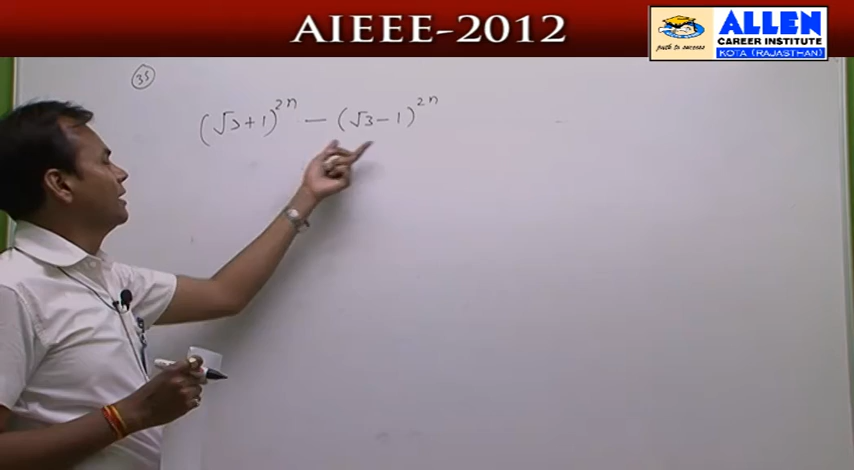 AIEEE-2012
ALLEN
path to success
CAREER INSTITUTE
KOTA (RAJASTHAN)
35
(√3+1)²ⁿ – (√3–1)²ⁿ